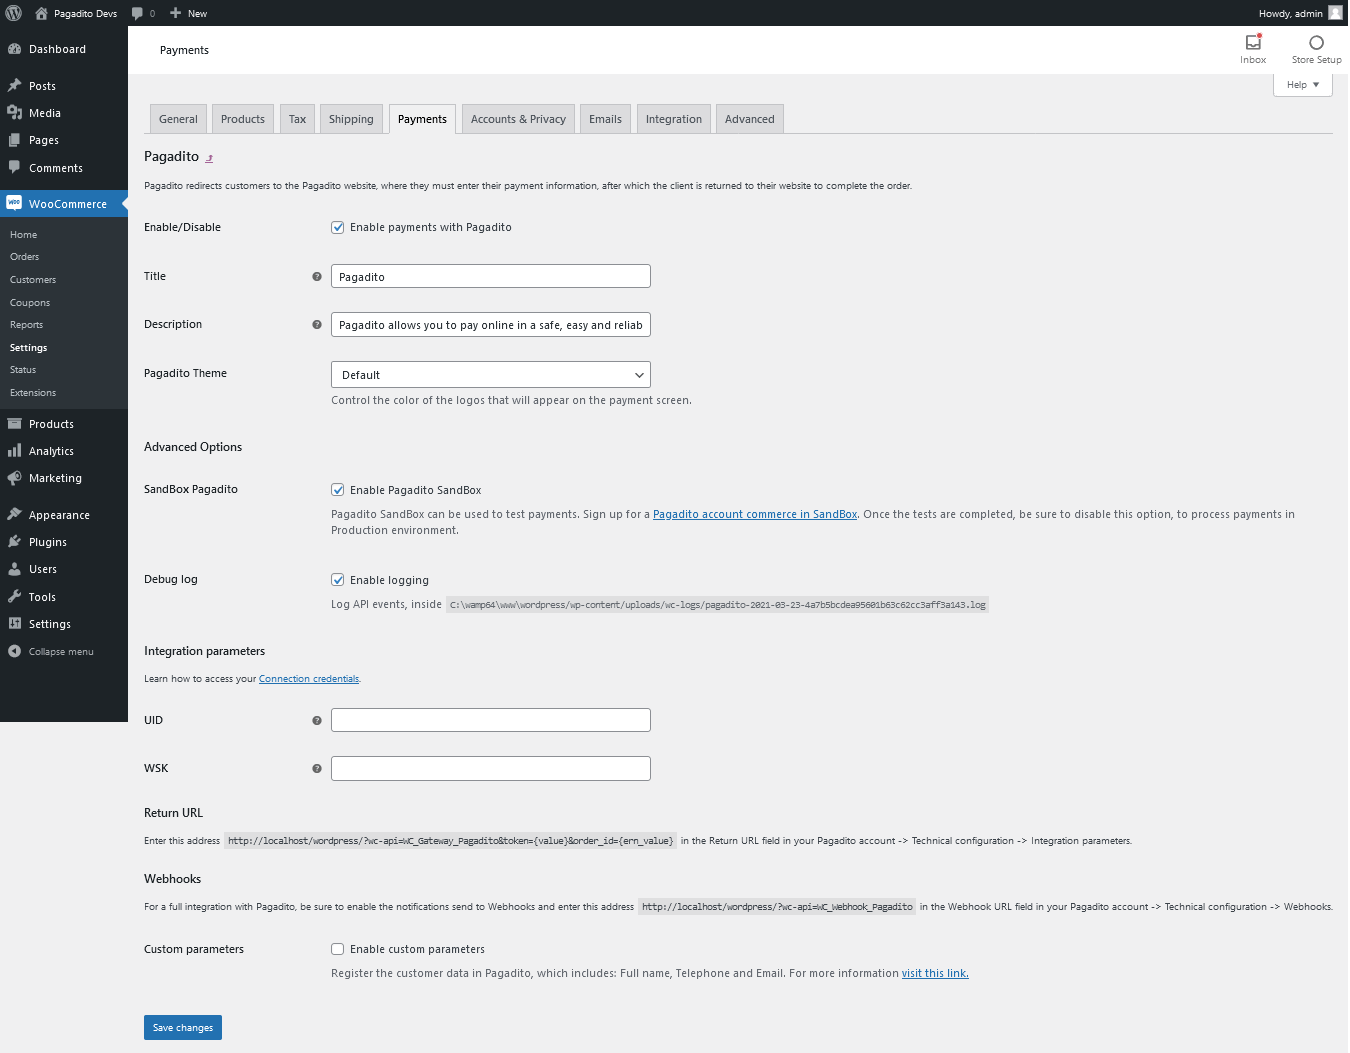 Pagadito Devs
0
New
Howdy, admin
Dashboard
Posts
Media
Pages
Comments
WooCommerce
Home
Orders
Customers
Coupons
Reports
Settings
Status
Extensions
Products
Analytics
Marketing
Appearance
Plugins
Users
Tools
Settings
Collapse menu
Payments
Inbox
Store Setup
Help
General
Products
Tax
Shipping
Payments
Accounts & Privacy
Emails
Integration
Advanced
Pagadito
Pagadito redirects customers to the Pagadito website, where they must enter their payment information, after which the client is returned to their website to complete the order.
Enable/Disable
Enable payments with Pagadito
Title
Pagadito
Description
Pagadito allows you to pay online in a safe, easy and reliab
Pagadito Theme
Default
Control the color of the logos that will appear on the payment screen.
Advanced Options
SandBox Pagadito
Enable Pagadito SandBox
Pagadito SandBox can be used to test payments. Sign up for a Pagadito account commerce in SandBox. Once the tests are completed, be sure to disable this option, to process payments in
Production environment.
Debug log
Enable logging
Log API events, inside C:\wamp64\www\wordpress/wp-content/uploads/wc-logs/pagadito-2021-03-23-4a7b5bcdea95601b63c62cc3aff3a143.log
Integration parameters
Learn how to access your Connection credentials.
UID
WSK
Return URL
Enter this address http://localhost/wordpress/?wc-api=WC_Gateway_Pagadito&token={value}&order_id={ern_value} in the Return URL field in your Pagadito account -> Technical configuration -> Integration parameters.
Webhooks
For a full integration with Pagadito, be sure to enable the notifications send to Webhooks and enter this address http://localhost/wordpress/?wc-api=WC_Webhook_Pagadito in the Webhook URL field in your Pagadito account -> Technical configuration -> Webhooks.
Custom parameters
Enable custom parameters
Register the customer data in Pagadito, which includes: Full name, Telephone and Email. For more information visit this link.
Save changes